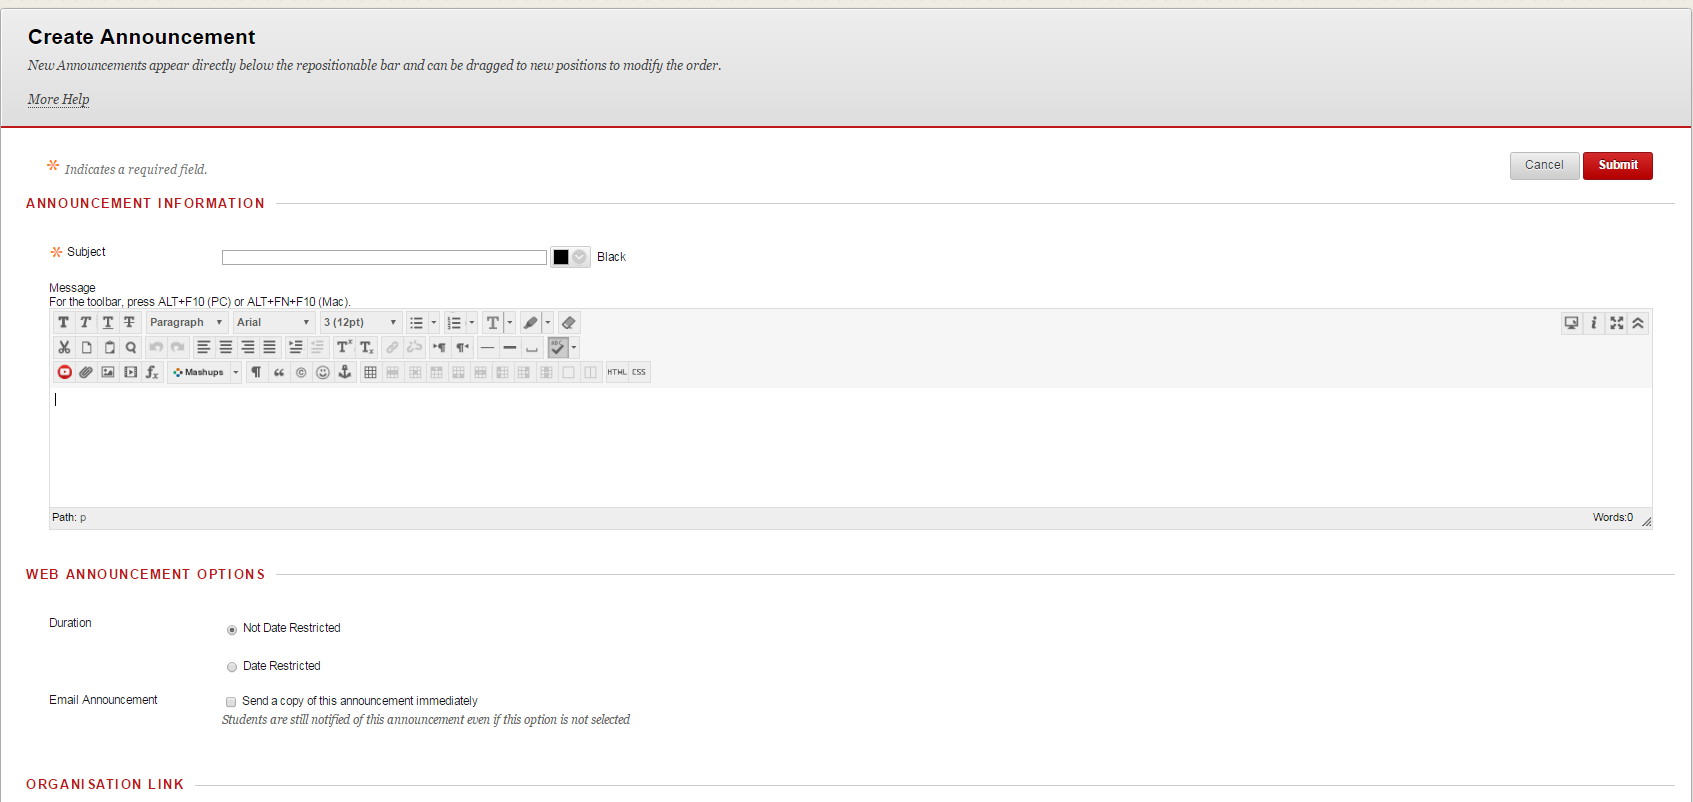 Create Announcement
New Announcements appear directly below the repositionable bar and can be dragged to new positions to modify the order.
More Help
Indicates a required field.
Cancel
Submit
ANNOUNCEMENT INFORMATION
Subject
Black
Message
For the toolbar, press ALT+F10 (PC) or ALT+FN+F10 (Mac).
T T T T Paragraph Arial 3 (12pt) T
ABC
Mashups HTML CSS
Path: p
Words:0
WEB ANNOUNCEMENT OPTIONS
Duration
Not Date Restricted
Date Restricted
Email Announcement
Send a copy of this announcement immediately
Students are still notified of this announcement even if this option is not selected
ORGANISATION LINK